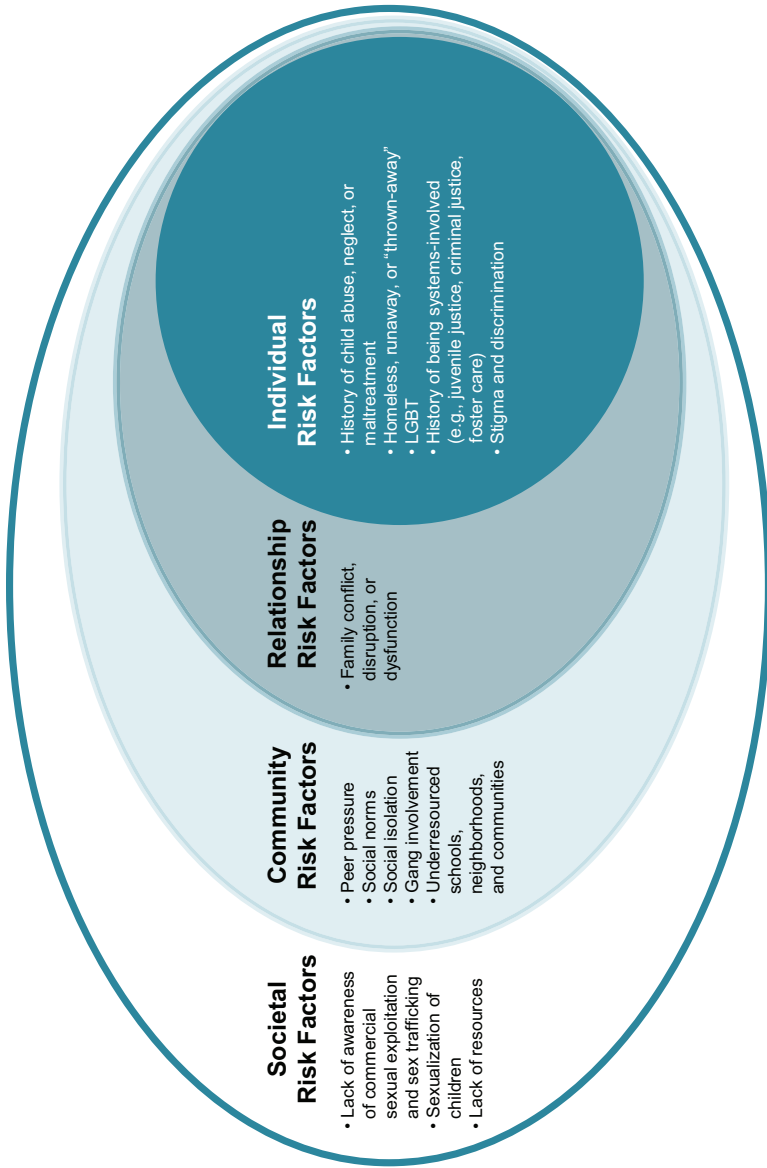 Societal
Risk Factors
• Lack of awareness
of commercial
sexual exploitation
and sex trafficking
• Sexualization of
children
• Lack of resources
Community
Risk Factors
• Peer pressure
• Social norms
• Social isolation
• Gang involvement
• Underresourced
schools,
neighborhoods,
and communities
Relationship
Risk Factors
• Family conflict,
disruption, or
dysfunction
Individual
Risk Factors
• History of child abuse, neglect, or
maltreatment
• Homeless, runaway, or “thrown-away”
• LGBT
• History of being systems-involved
(e.g., juvenile justice, criminal justice,
foster care)
• Stigma and discrimination